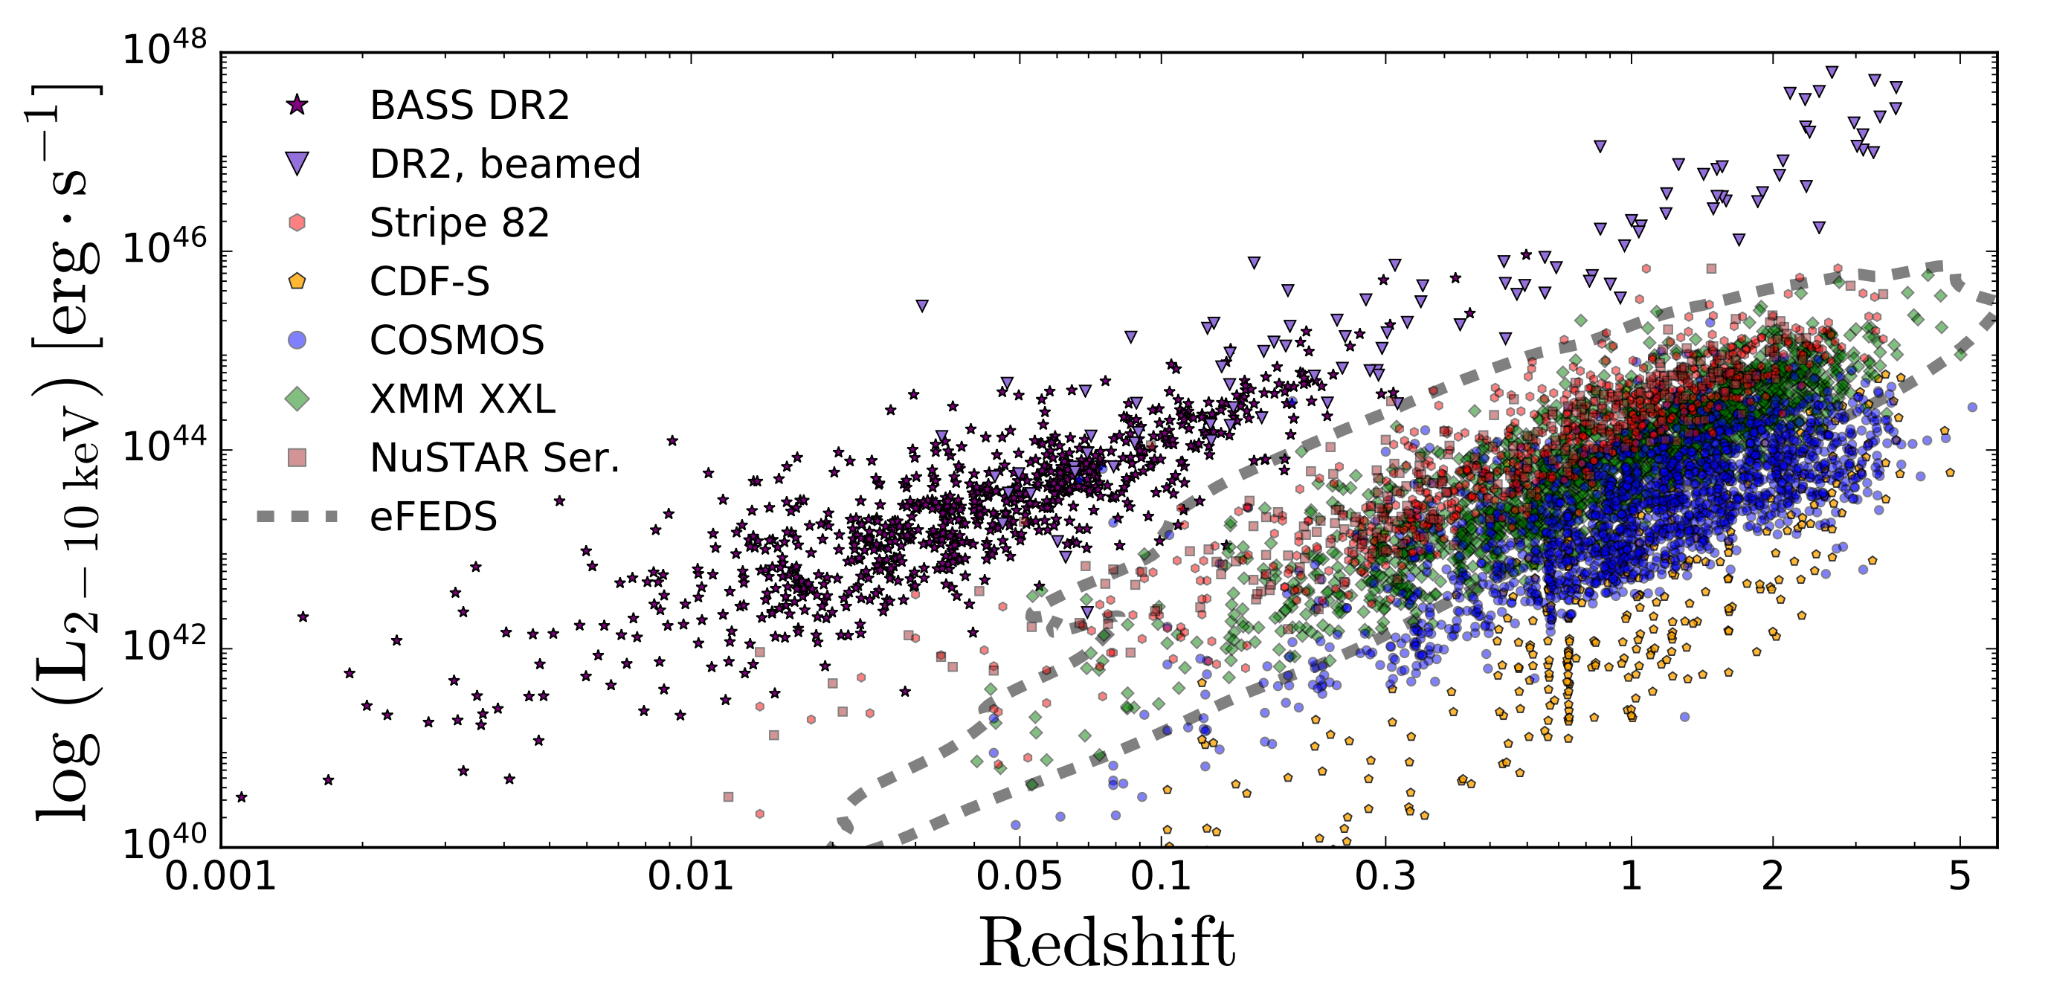 10^48
10^46
10^44
10^42
10^40
log (L_{2−10 keV}) [erg · s^{−1}]
BASS DR2
DR2, beamed
Stripe 82
CDF-S
COSMOS
XMM XXL
NuSTAR Ser.
eFEDS
0.001 0.01 0.05 0.1 0.3 1 2 5
Redshift